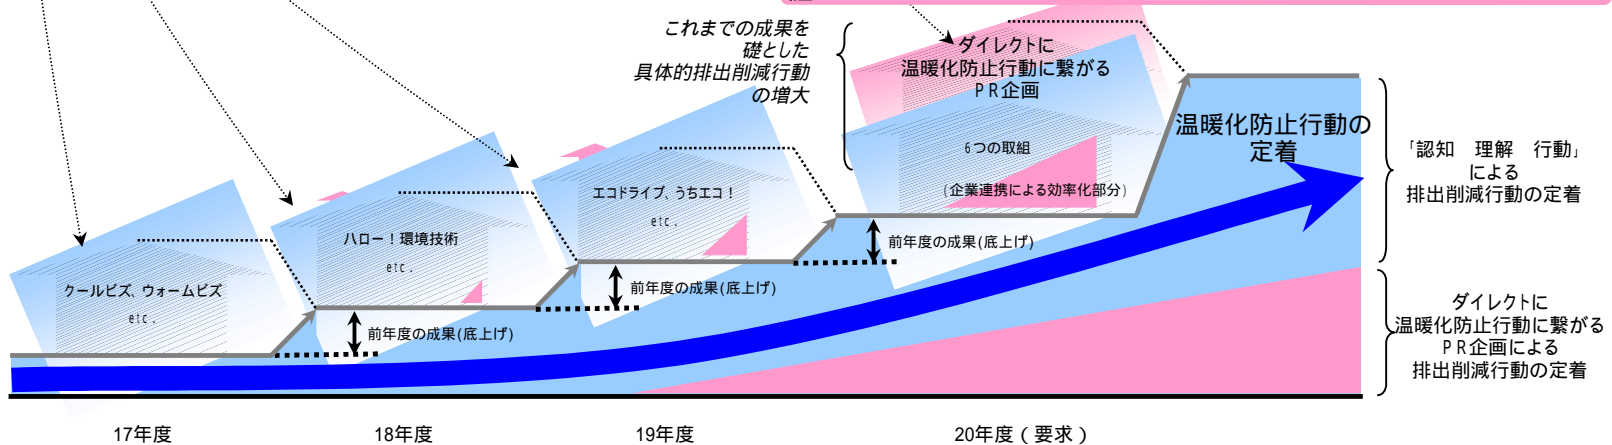 これまでの成果を
礎とした
具体的排出削減行動
の増大
ダイレクトに
温暖化防止行動に繋がる
PR企画
6つの取組
(企業連携による効率化部分)
温暖化防止行動の
定着
「認知　理解　行動」
による
排出削減行動の定着
エコドライブ、うちエコ！
etc.
ハロー！環境技術
etc.
クールビズ、ウォームビズ
etc.
前年度の成果(底上げ)
前年度の成果(底上げ)
前年度の成果(底上げ)
ダイレクトに
温暖化防止行動に繋がる
PR企画による
排出削減行動の定着
17年度
18年度
19年度
20年度（要求）